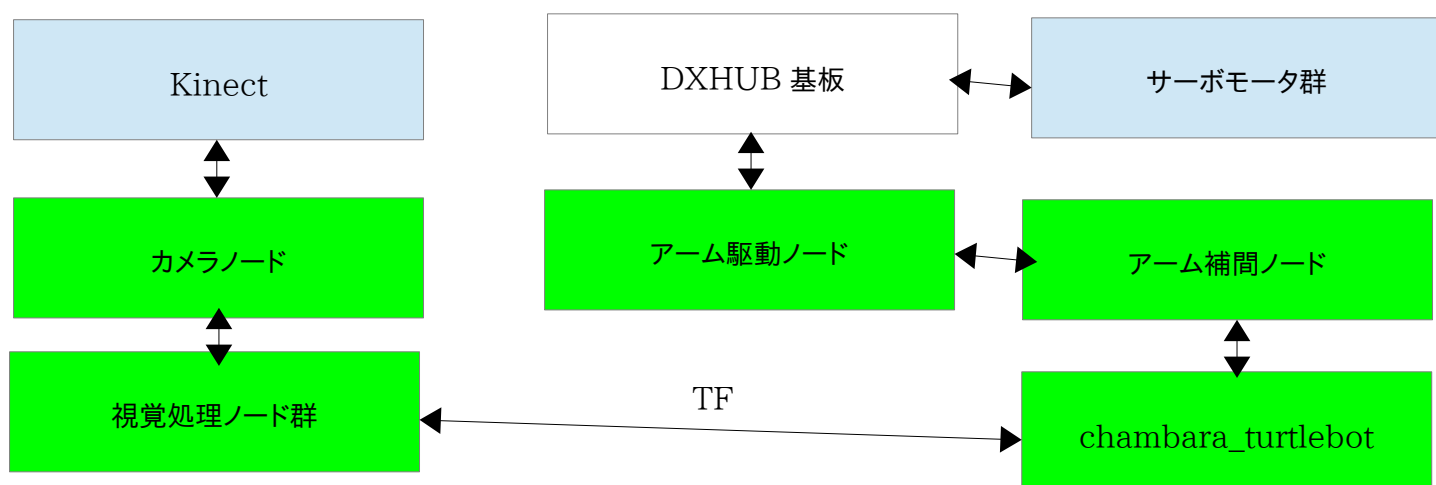 Kinect
DXHUB 基板
サーボモータ群
カメラノード
アーム駆動ノード
アーム補間ノード
視覚処理ノード群
TF
chambara_turtlebot